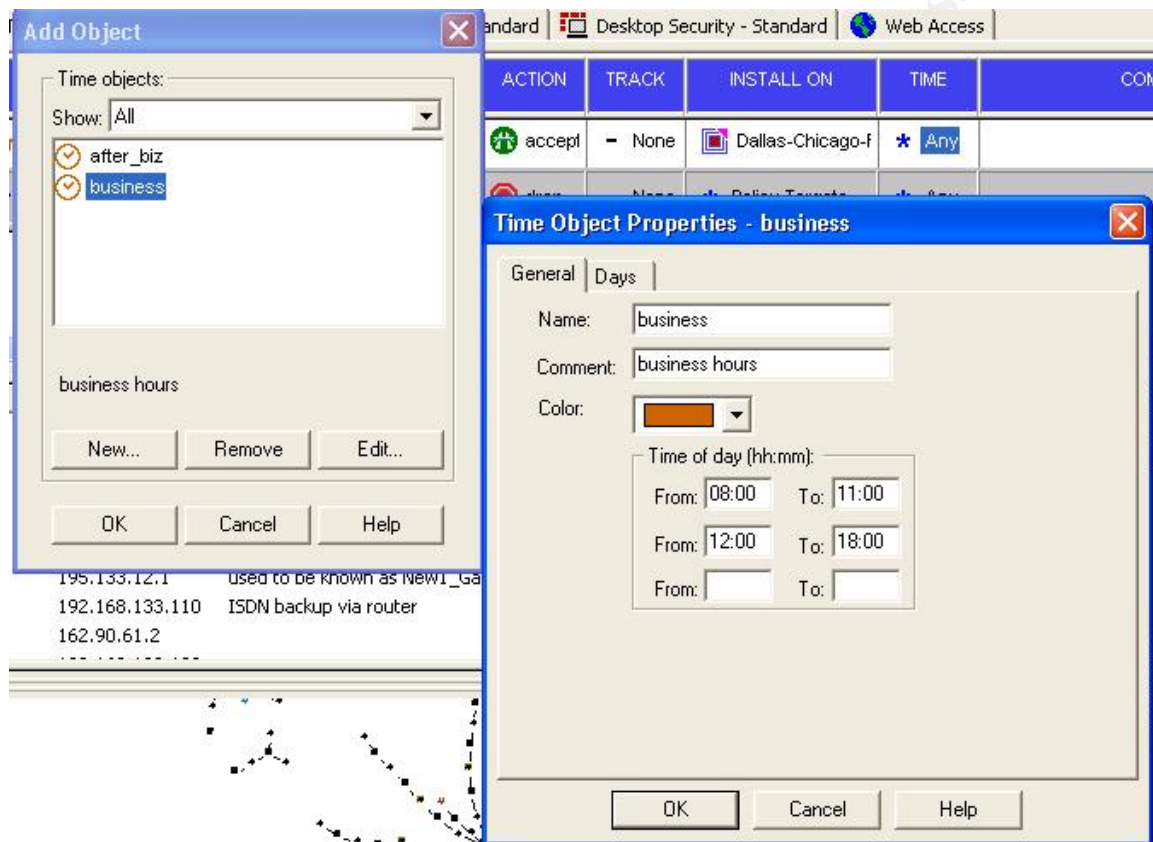 Add Object
Time objects:
Show: All
after_biz
business
business hours
New... Remove Edit...
OK Cancel Help
Desktop Security - Standard Web Access
ACTION TRACK INSTALL ON TIME
accept - None Dallas-Chicago- * Any
Time Object Properties - business
General Days
Name: business
Comment: business hours
Color:
Time of day (hh:mm):
From: 08:00 To: 11:00
From: 12:00 To: 18:00
From: To:
OK Cancel Help
195.133.12.1 used to be known as New1_Ga
192.168.133.110 ISDN backup via router
162.90.61.2